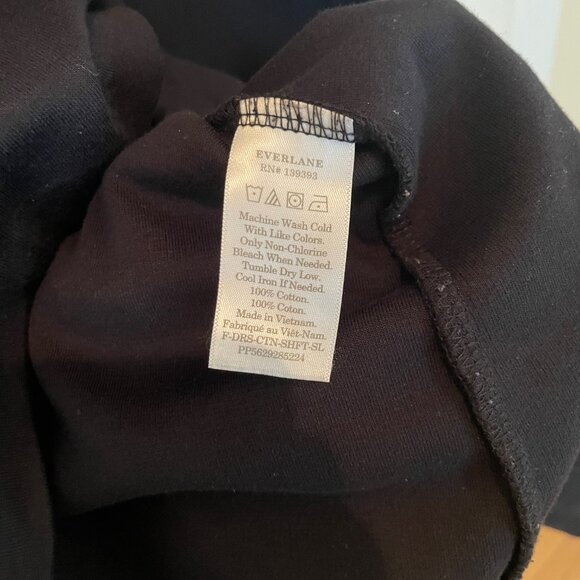 EVERLANE
RN# 139393
Machine Wash Cold
With Like Colors.
Only Non-Chlorine
Bleach When Needed.
Tumble Dry Low.
Cool Iron If Needed.
100% Cotton.
100% Coton.
Made in Vietnam.
Fabriqué au Viêt-Nam.
F-DRS-CTN-SHFT-SL
PP5629285224